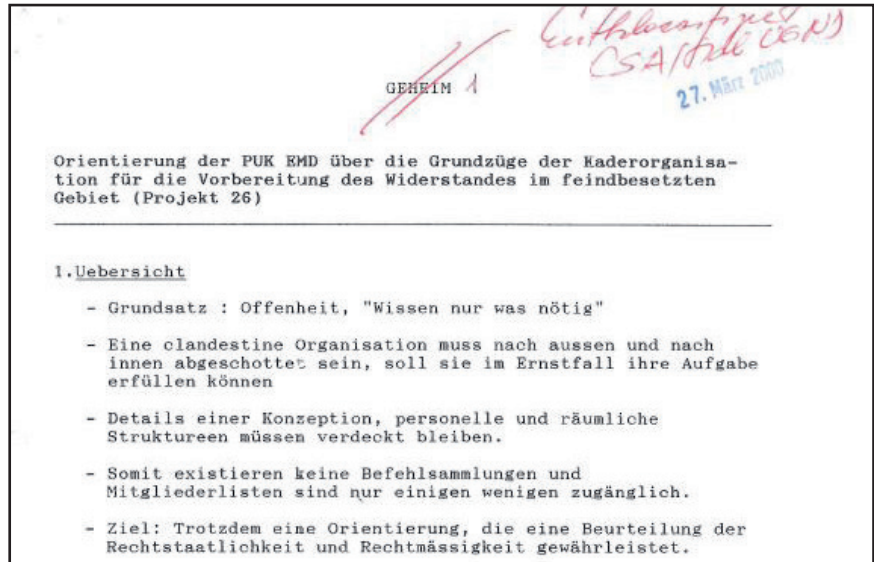 CSA
27. März 2000
GEHEIM 1
Orientierung der PUK EMD über die Grundzüge der Kaderorganisa-
tion für die Vorbereitung des Widerstandes im feindbesetzten
Gebiet (Projekt 26)
1.Uebersicht
- Grundsatz : Offenheit, "Wissen nur was nötig"
- Eine clandestine Organisation muss nach aussen und nach
innen abgeschottet sein, soll sie im Ernstfall ihre Aufgabe
erfüllen können
- Details einer Konzeption, personelle und räumliche
Struktureen müssen verdeckt bleiben.
- Somit existieren keine Befehlsammlungen und
Mitgliederlisten sind nur einigen wenigen zugänglich.
- Ziel: Trotzdem eine Orientierung, die eine Beurteilung der
Rechtstaatlichkeit und Rechtmässigkeit gewährleistet.